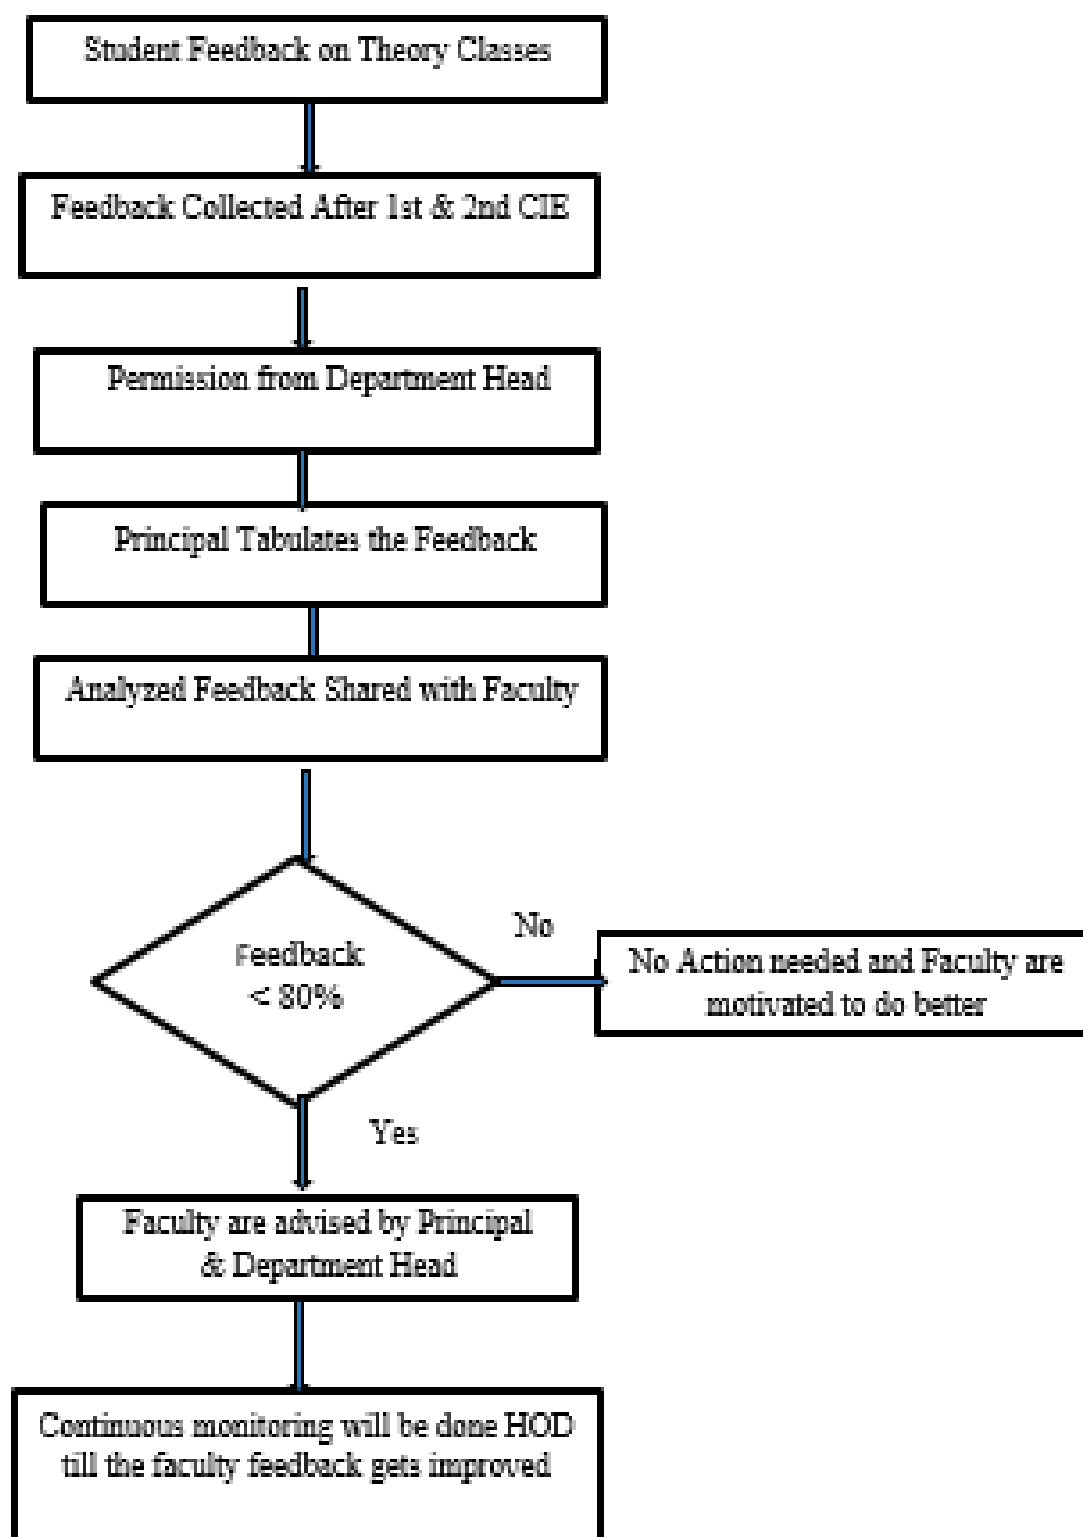 Student Feedback on Theory Classes
Feedback Collected After 1st & 2nd CIE
Permission from Department Head
Principal Tabulates the Feedback
Analyzed Feedback Shared with Faculty
Feedback
< 80%
No
No Action needed and Faculty are
motivated to do better
Yes
Faculty are advised by Principal
& Department Head
Continuous monitoring will be done HOD
till the faculty feedback gets improved